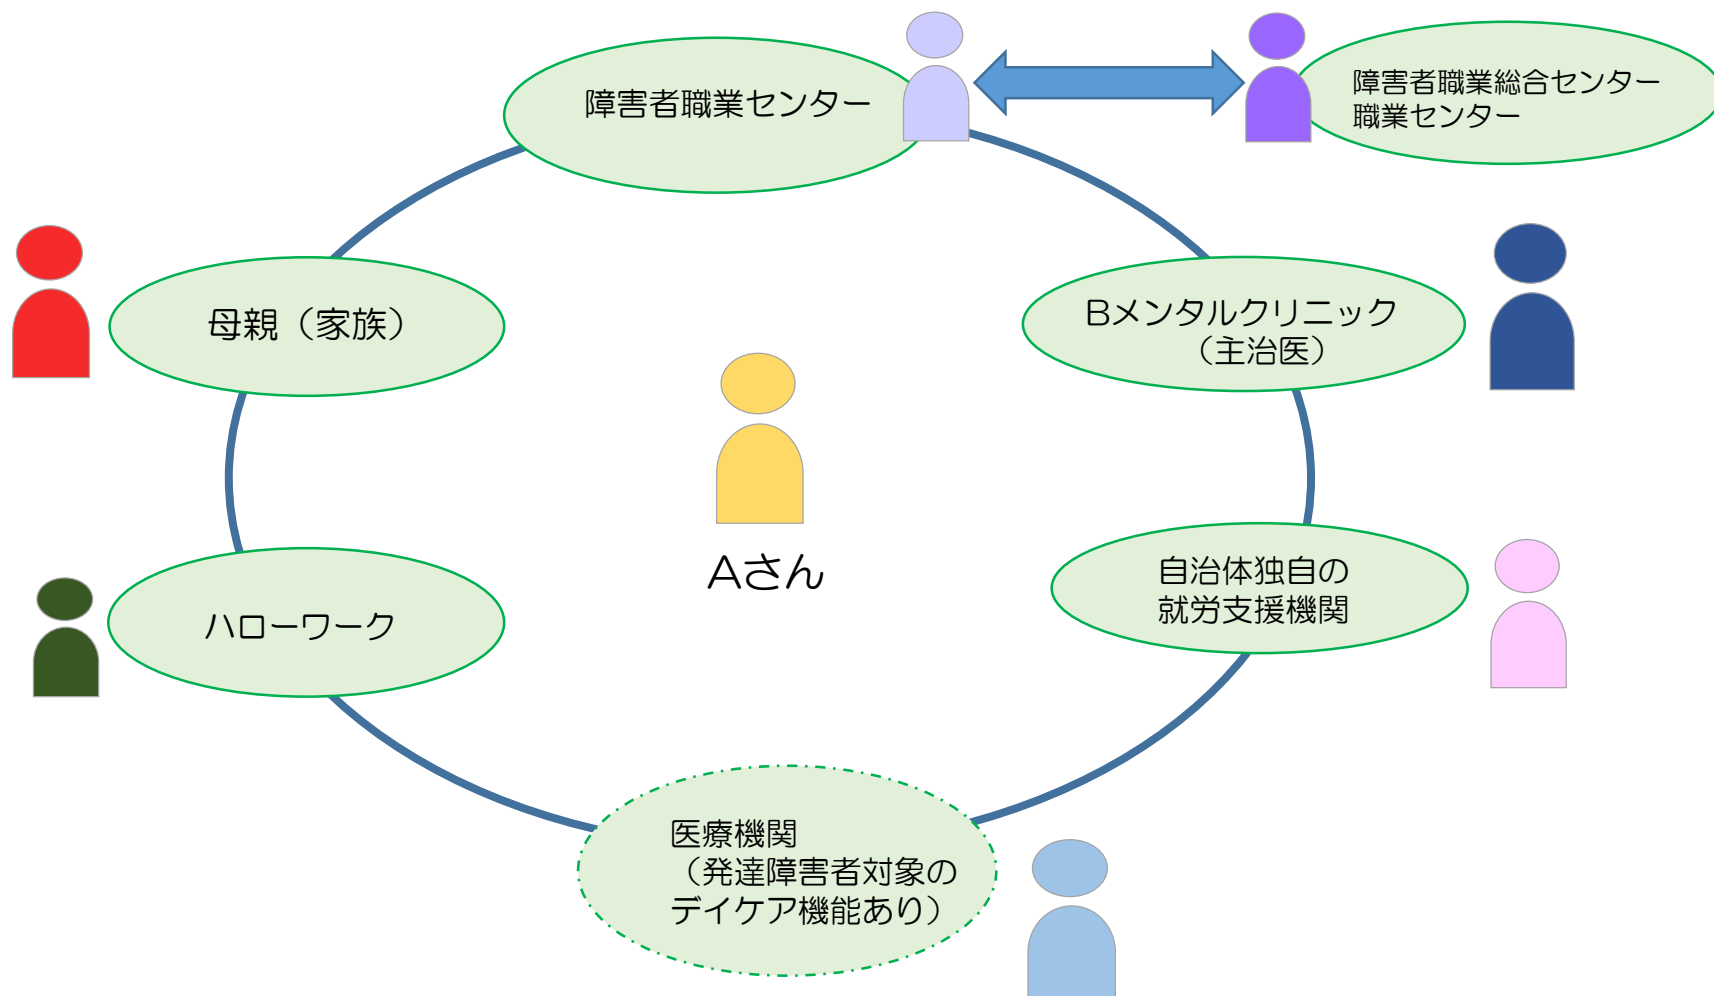 障害者職業センター
障害者職業総合センター
職業センター
母親（家族）
Bメンタルクリニック
（主治医）
Aさん
自治体独自の
就労支援機関
ハローワーク
医療機関
（発達障害者対象の
デイケア機能あり）